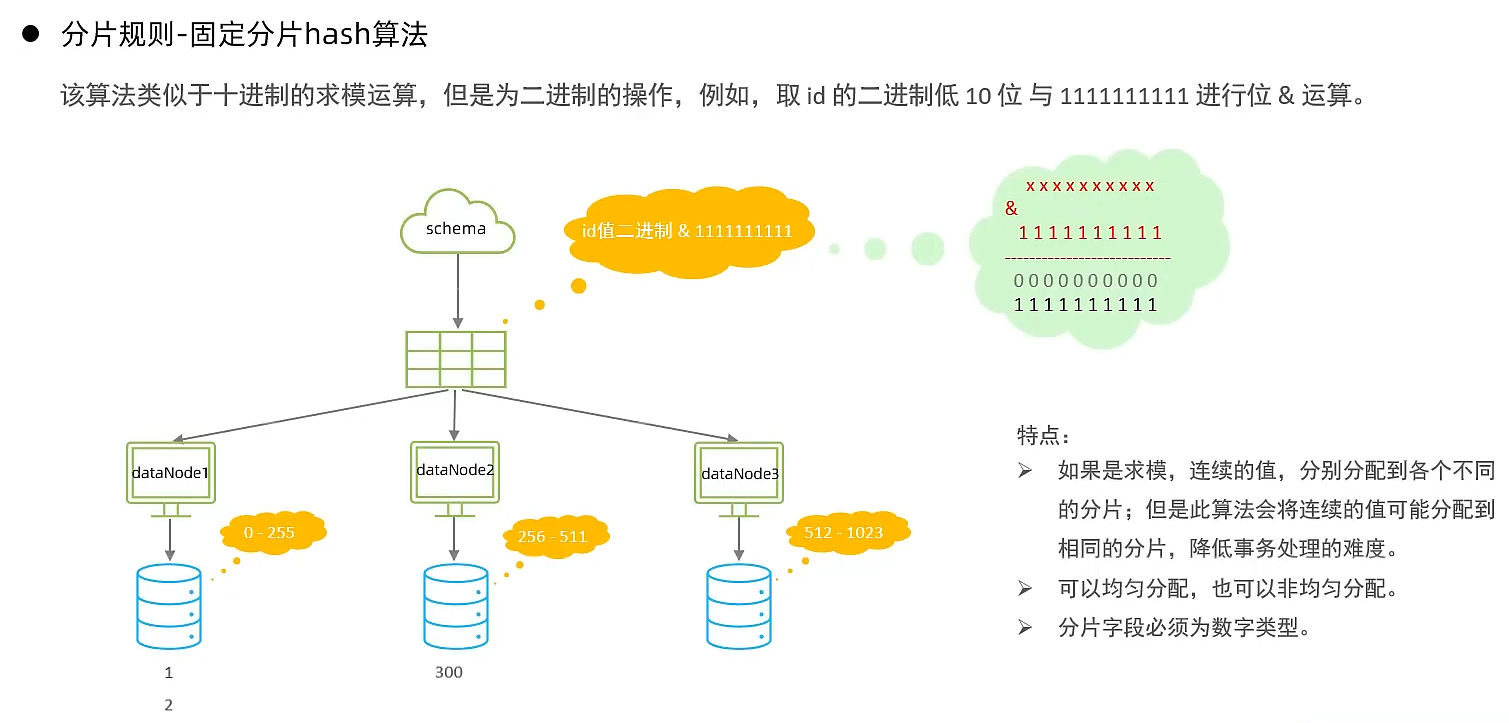 分片规则-固定分片hash算法
该算法类似于十进制的求模运算，但是为二进制的操作，例如，取 id 的二进制低 10 位 与 1111111111 进行位 & 运算。
schema
id值二进制 & 1111111111
x x x x x x x x x x
&
1 1 1 1 1 1 1 1 1 1
---------------------------
0 0 0 0 0 0 0 0 0 0
1 1 1 1 1 1 1 1 1 1
dataNode1
dataNode2
dataNode3
0 - 255
256 - 511
512 - 1023
1
300
2
特点：
如果是求模，连续的值，分别分配到各个不同
的分片；但是此算法会将连续的值可能分配到
相同的分片，降低事务处理的难度。
可以均匀分配，也可以非均匀分配。
分片字段必须为数字类型。